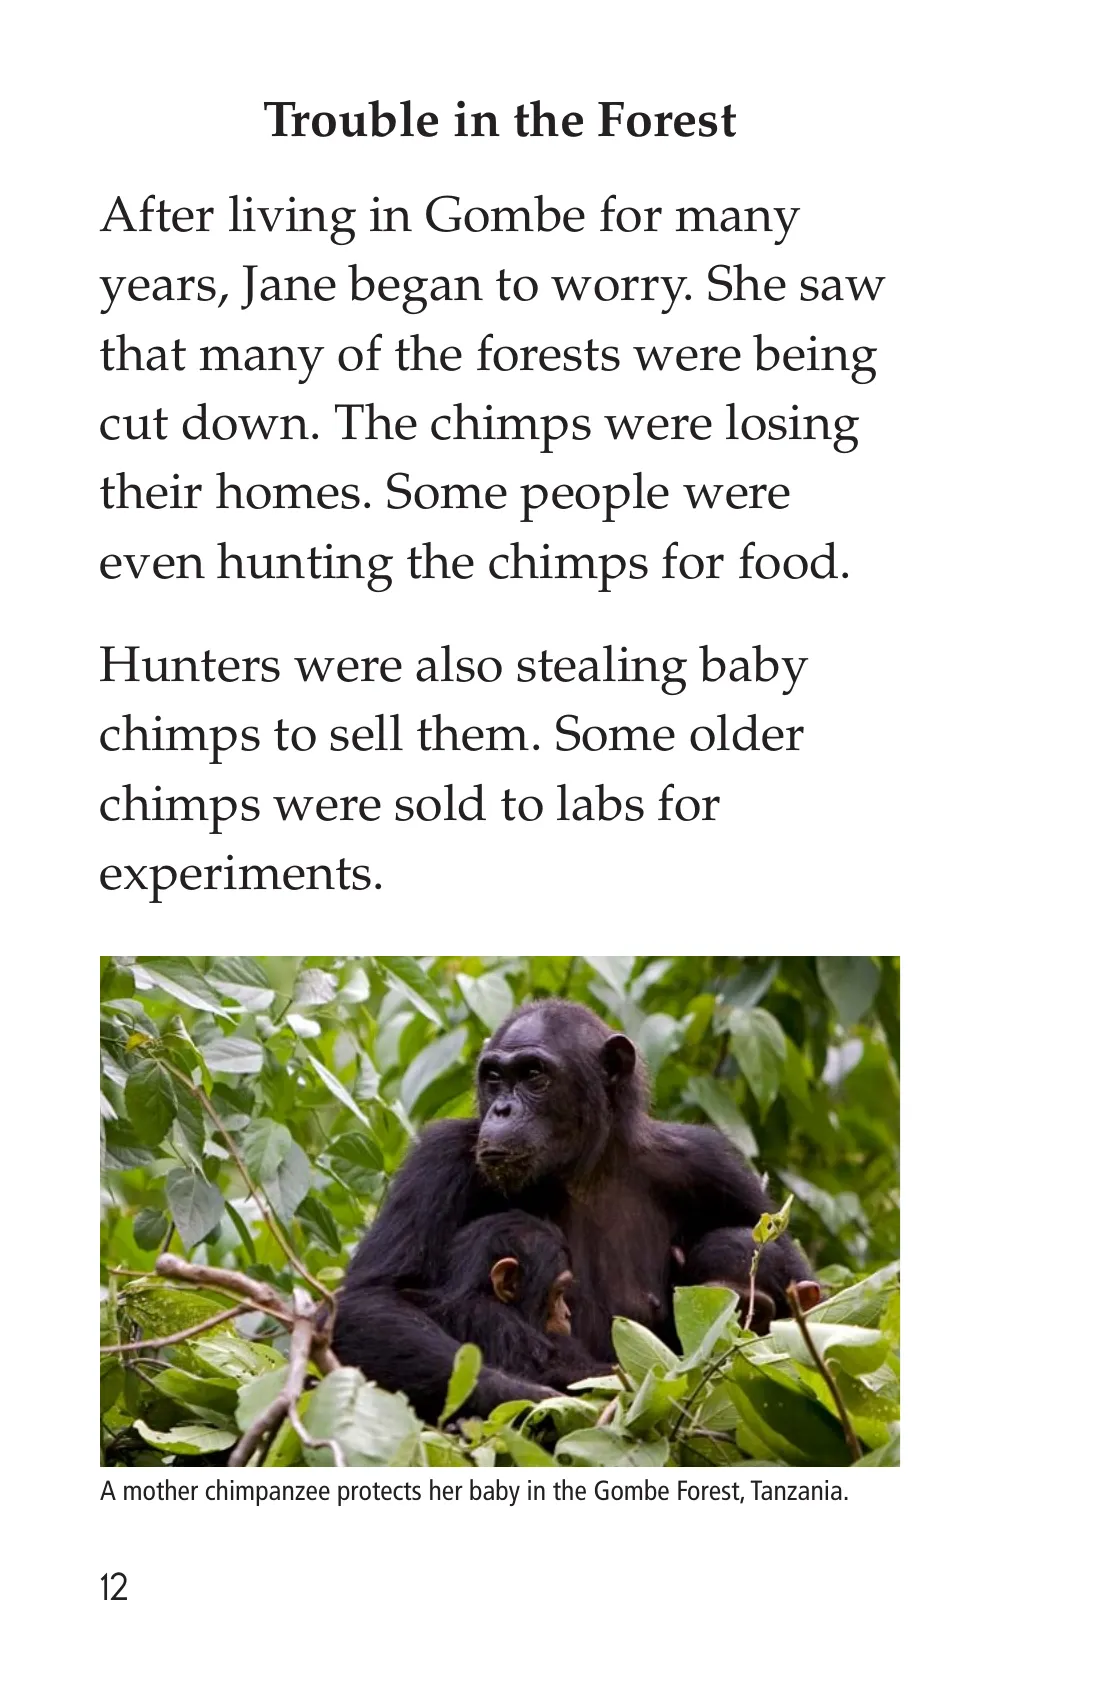 Trouble in the Forest
After living in Gombe for many
years, Jane began to worry. She saw
that many of the forests were being
cut down. The chimps were losing
their homes. Some people were
even hunting the chimps for food.
Hunters were also stealing baby
chimps to sell them. Some older
chimps were sold to labs for
experiments.
A mother chimpanzee protects her baby in the Gombe Forest, Tanzania.
12